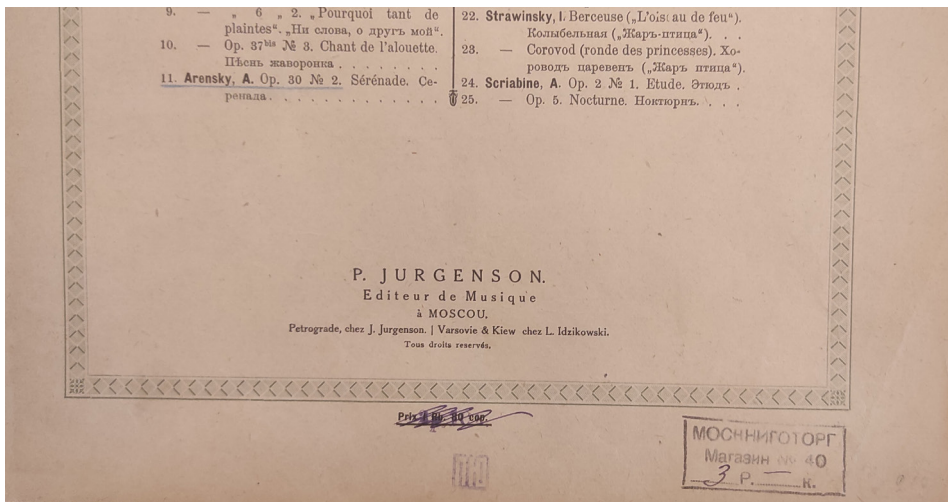 9. — „ 6 „ 2. „Pourquoi tant de
plaintes“. „Ни слова, о другъ мой“.
10. — Op. 37bis № 3. Chant de l'alouette.
Пѣснь жаворонка . . . . . . . .
11. Arensky, A. Op. 30 № 2. Sérénade. Се-
ренада. . . . . . . . . . . . . .
22. Strawinsky, I. Berceuse („L'oiseau de feu“).
Колыбельная („Жаръ-птица“). . .
23. — Corovod (ronde des princesses). Хо-
роводъ царевенъ („Жаръ птица“).
24. Scriabine, A. Op. 2 № 1. Etude. Этюдъ .
25. — Op. 5. Nocturne. Ноктюрнъ. . . .
P. JURGENSON.
Editeur de Musique
à MOSCOU.
Petrograde, chez J. Jurgenson. | Varsovie & Kiew chez L. Idzikowski.
Tous droits reservés.
Prix cop.
МОСКНИГОТОРГ
Магазин № 40
3 Р. — К.